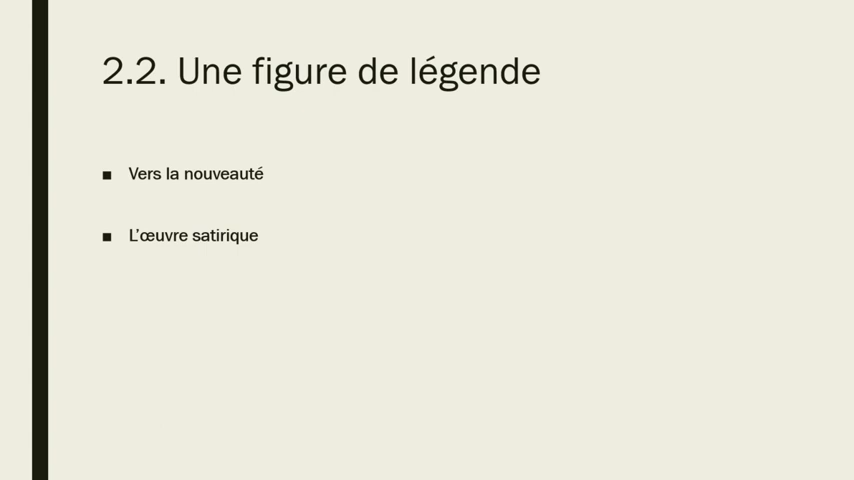 2.2. Une figure de légende
▪ Vers la nouveauté
▪ L’œuvre satirique